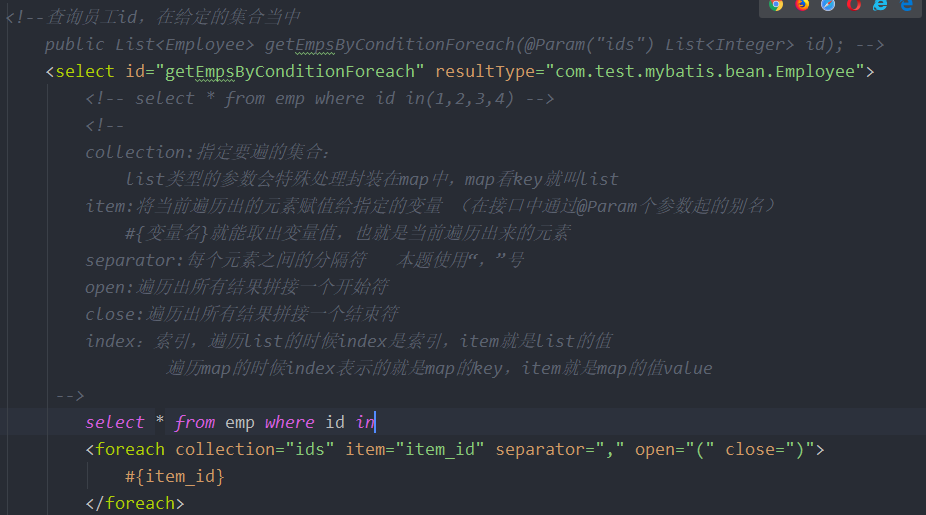 <!--查询员工id，在给定的集合当中
public List<Employee> getEmpsByConditionForeach(@Param("ids") List<Integer> id); -->
<select id="getEmpsByConditionForeach" resultType="com.test.mybatis.bean.Employee">
<!-- select * from emp where id in(1,2,3,4) -->
<!--
collection:指定要遍的集合：
list类型的参数会特殊处理封装在map中，map看key就叫list
item:将当前遍历出的元素赋值给指定的变量 （在接口中通过@Param个参数起的别名）
#{变量名}就能取出变量值，也就是当前遍历出来的元素
separator:每个元素之间的分隔符   本题使用“，”号
open:遍历出所有结果拼接一个开始符
close:遍历出所有结果拼接一个结束符
index：索引，遍历list的时候index是索引，item就是list的值
遍历map的时候index表示的就是map的key，item就是map的值value
-->
select * from emp where id in
<foreach collection="ids" item="item_id" separator="," open="(" close=")">
#{item_id}
</foreach>